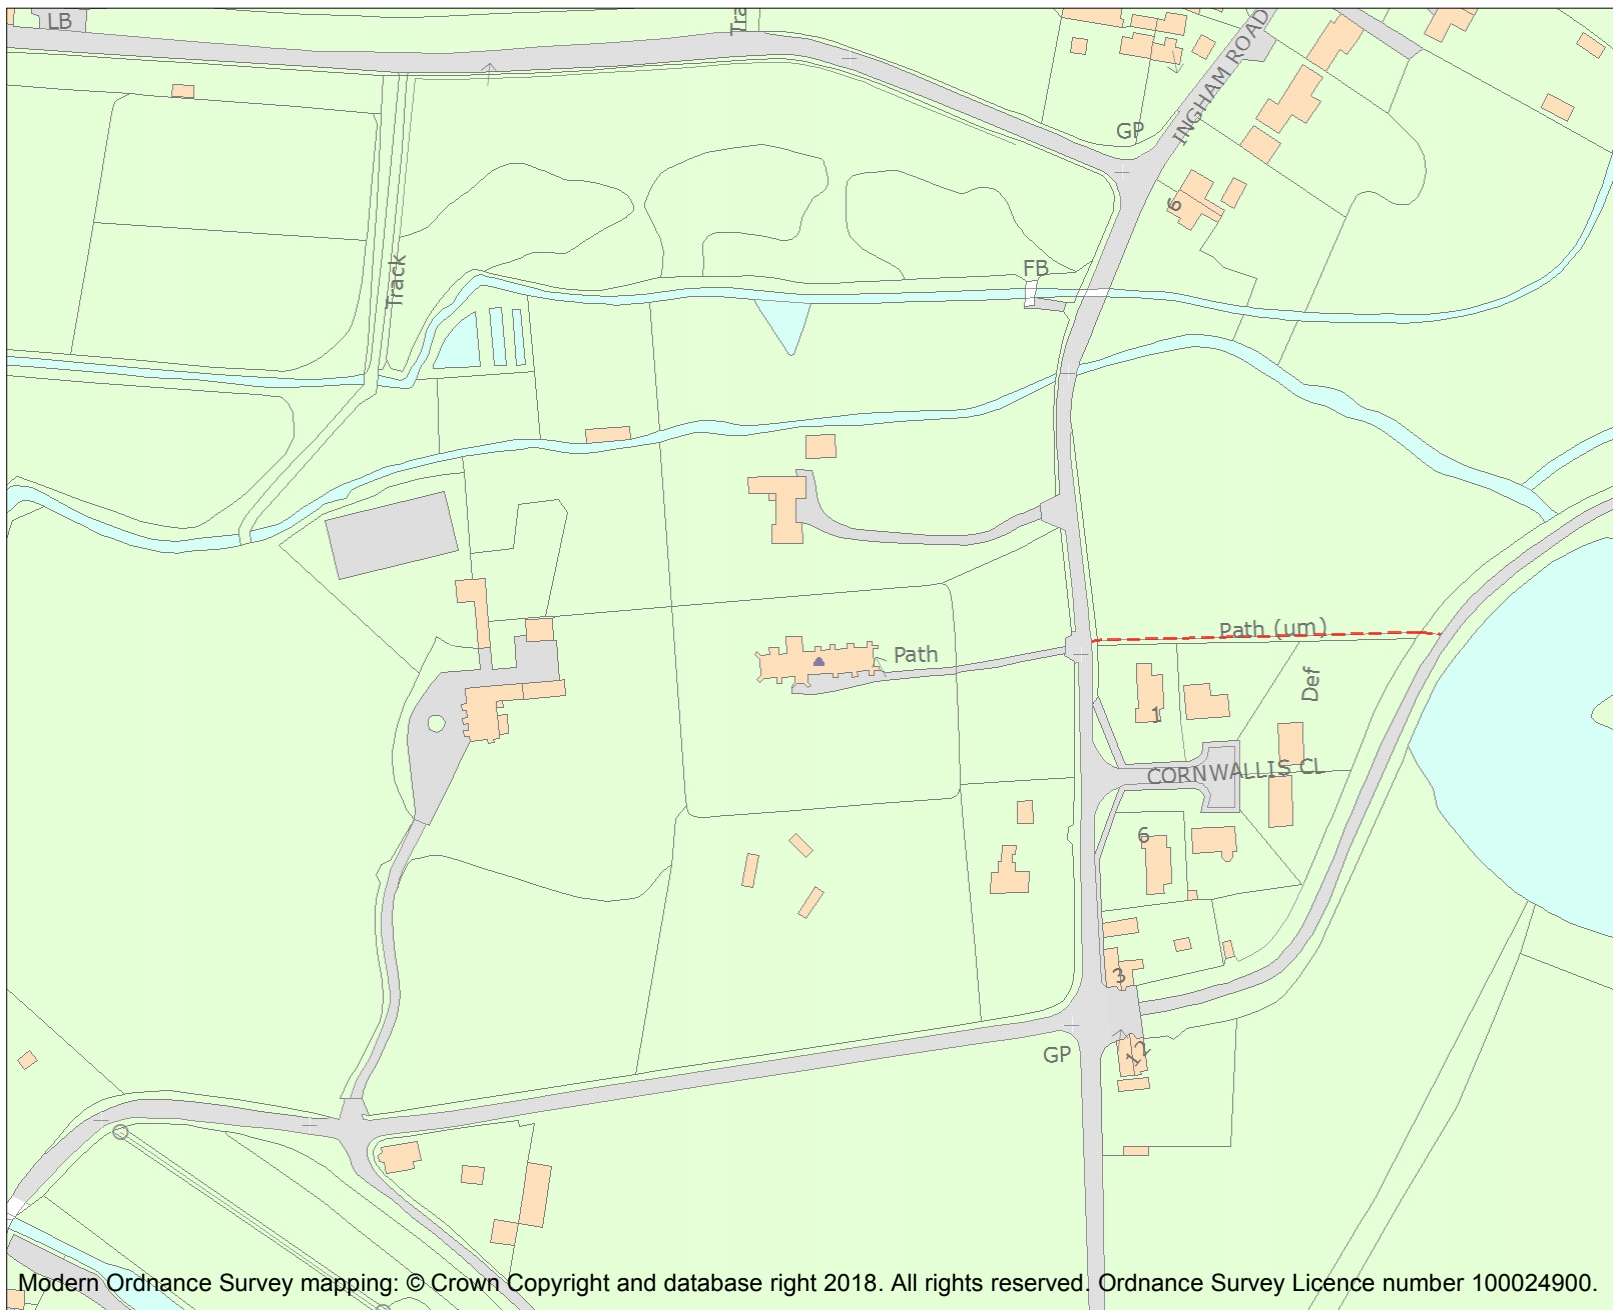 LB
Tra
INGHAM ROAD
GP
6
FB
Track
Path (um)
Path
Def
1
CORNWALLIS CL
6
3
GP
12
Modern Ordnance Survey mapping: © Crown Copyright and database right 2018. All rights reserved. Ordnance Survey Licence number 100024900.